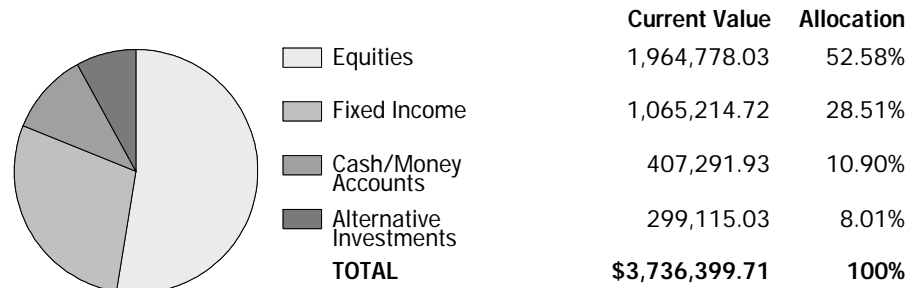 Current Value Allocation
Equities 1,964,778.03 52.58%
Fixed Income 1,065,214.72 28.51%
Cash/Money
Accounts 407,291.93 10.90%
Alternative
Investments 299,115.03 8.01%
TOTAL $3,736,399.71 100%